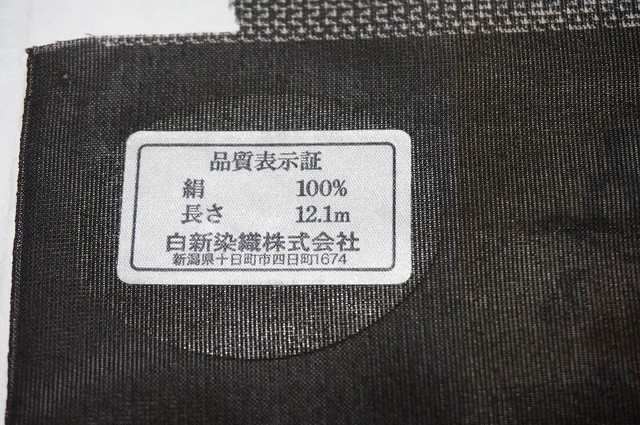 品質表示証
絹 100%
長さ 12.1m
白新染織株式会社
新潟県十日町市四日町1674